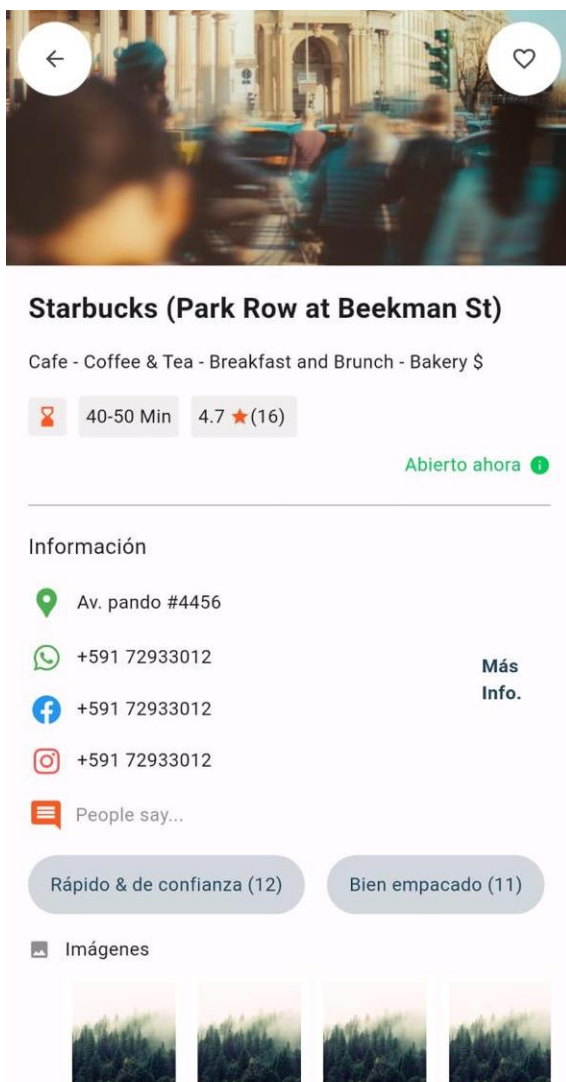 Starbucks (Park Row at Beekman St)
Cafe - Coffee & Tea - Breakfast and Brunch - Bakery $
40-50 Min
4.7 ★(16)
Abierto ahora
Información
Av. pando #4456
+591 72933012
Más
Info.
+591 72933012
+591 72933012
People say...
Rápido & de confianza (12)
Bien empacado (11)
Imágenes